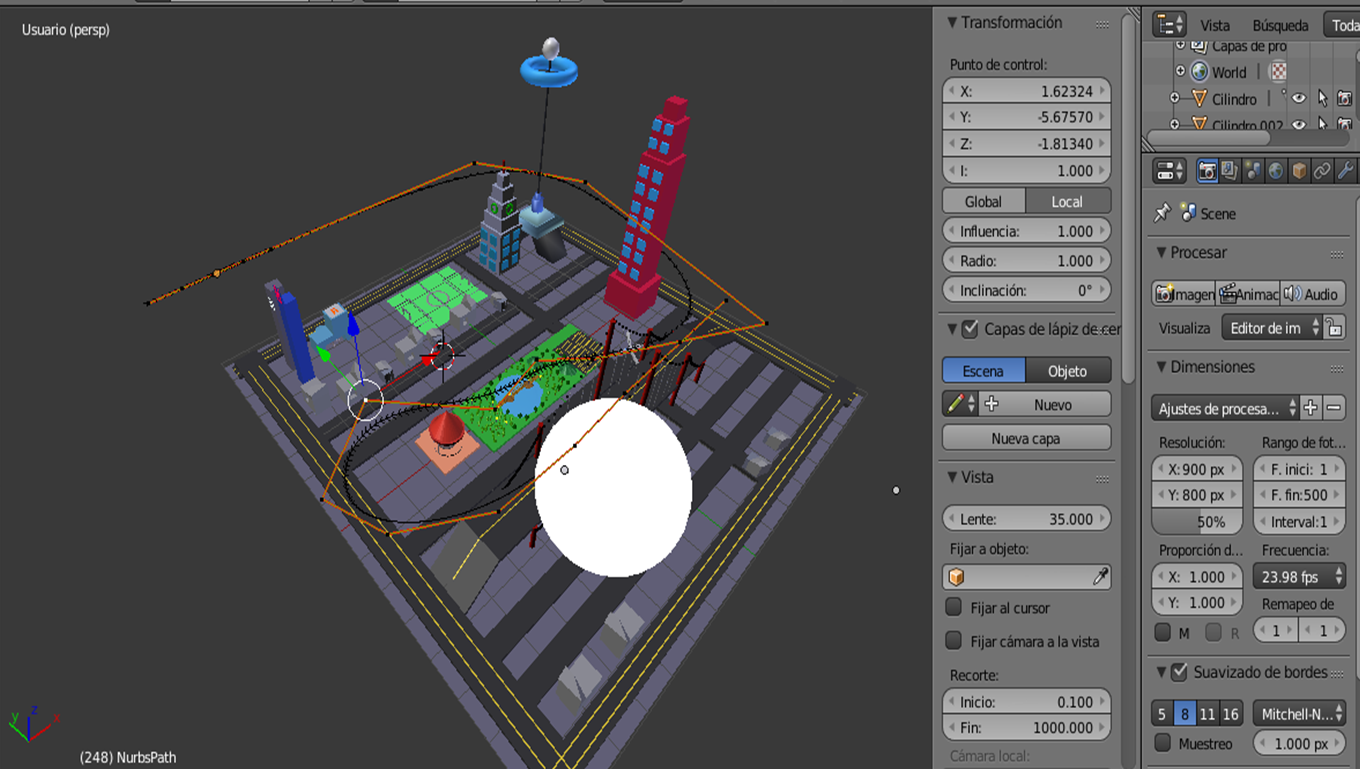 Usuario (persp)
(248) NurbsPath
y z x
Transformación
Punto de control:
X: 1.62324
Y: -5.67570
Z: -1.81340
I: 1.000
Global Local
Influencia: 1.000
Radio: 1.000
Inclinación: 0°
Capas de lápiz de cer
Escena Objeto
Nuevo
Nueva capa
Vista
Lente: 35.000
Fijar a objeto:
Fijar al cursor
Fijar cámara a la vista
Recorte:
Inicio: 0.100
Fin: 1000.000
Cámara local:
Vista Búsqueda Toda
Capas de pro
World
Cilindro
Cilindro.002
Scene
Procesar
Imagen Animac Audio
Visualiza Editor de im
Dimensiones
Ajustes de procesa...
Resolución: Rango de fot...
X: 900 px F. inici: 1
Y: 800 px F. fin:500
50% Interval:1
Proporción d... Frecuencia:
X: 1.000 23.98 fps
Y: 1.000 Remapeo de
M R 1 1
Suavizado de bordes
5 8 11 16 Mitchell-N...
Muestreo 1.000 px